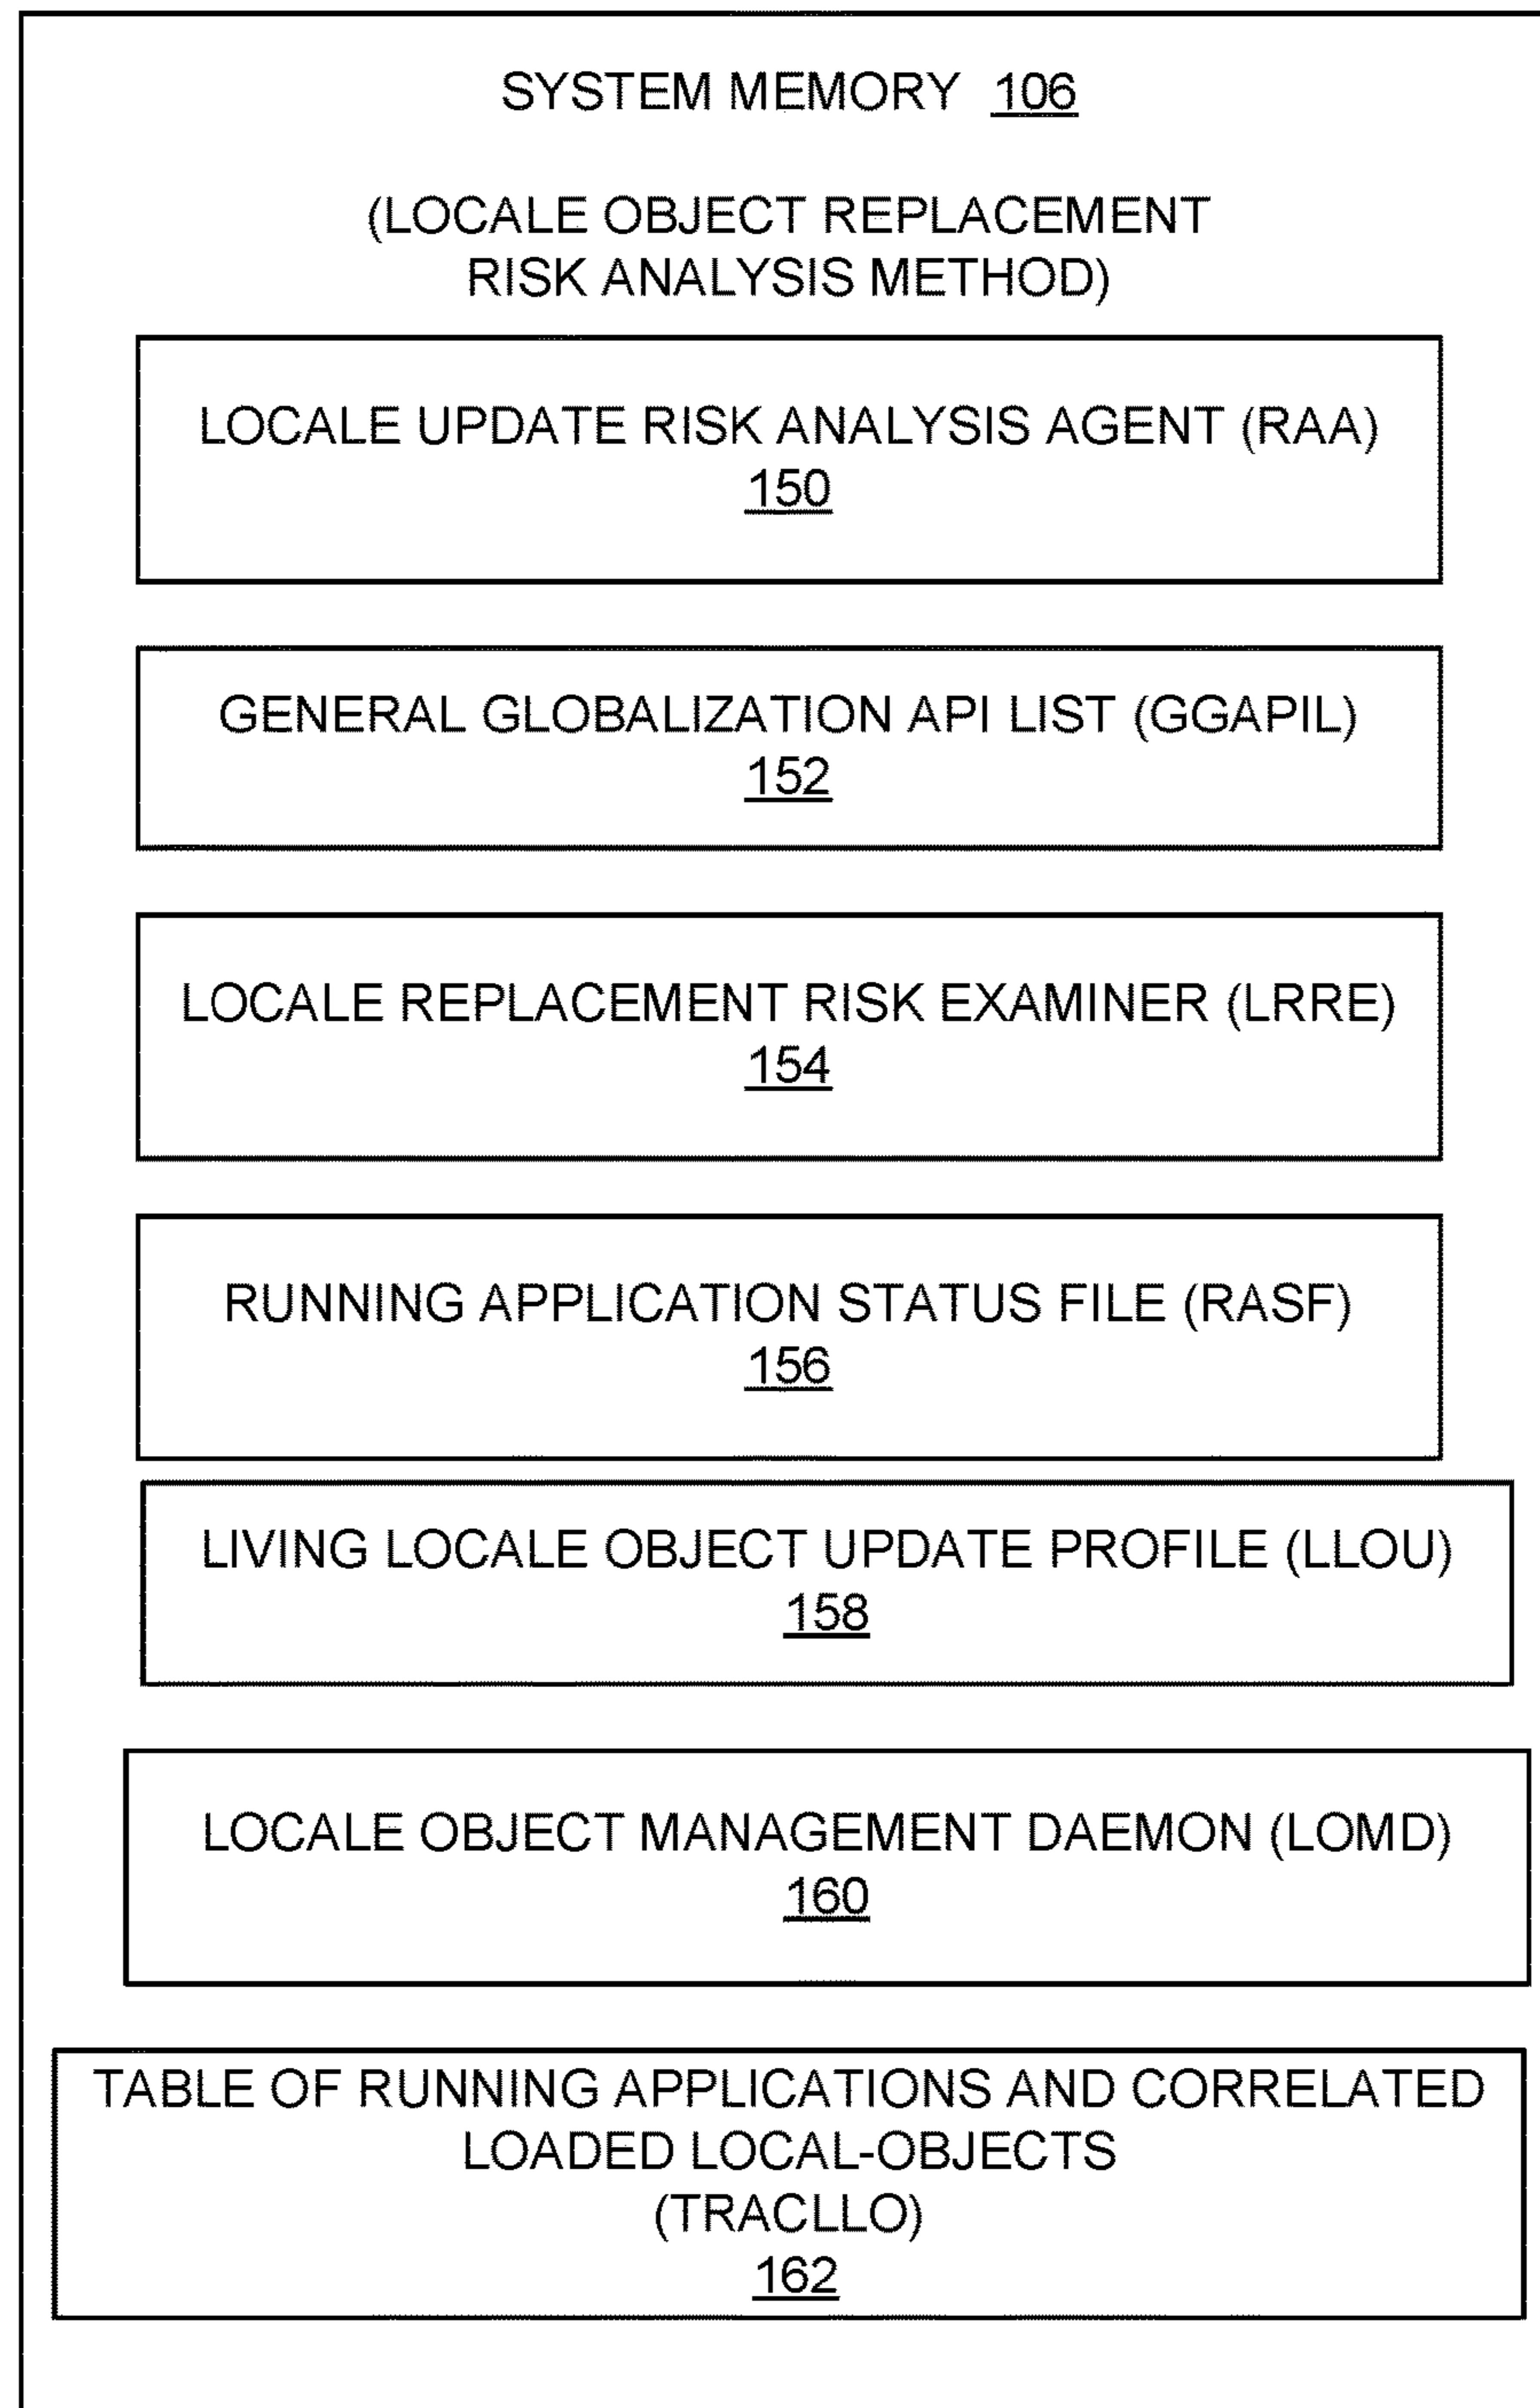 SYSTEM MEMORY 106
(LOCALE OBJECT REPLACEMENT
RISK ANALYSIS METHOD)
LOCALE UPDATE RISK ANALYSIS AGENT (RAA)
150
GENERAL GLOBALIZATION API LIST (GGAPIL)
152
LOCALE REPLACEMENT RISK EXAMINER (LRRE)
154
RUNNING APPLICATION STATUS FILE (RASF)
156
LIVING LOCALE OBJECT UPDATE PROFILE (LLOU)
158
LOCALE OBJECT MANAGEMENT DAEMON (LOMD)
160
TABLE OF RUNNING APPLICATIONS AND CORRELATED
LOADED LOCAL-OBJECTS
(TRACLLO)
162